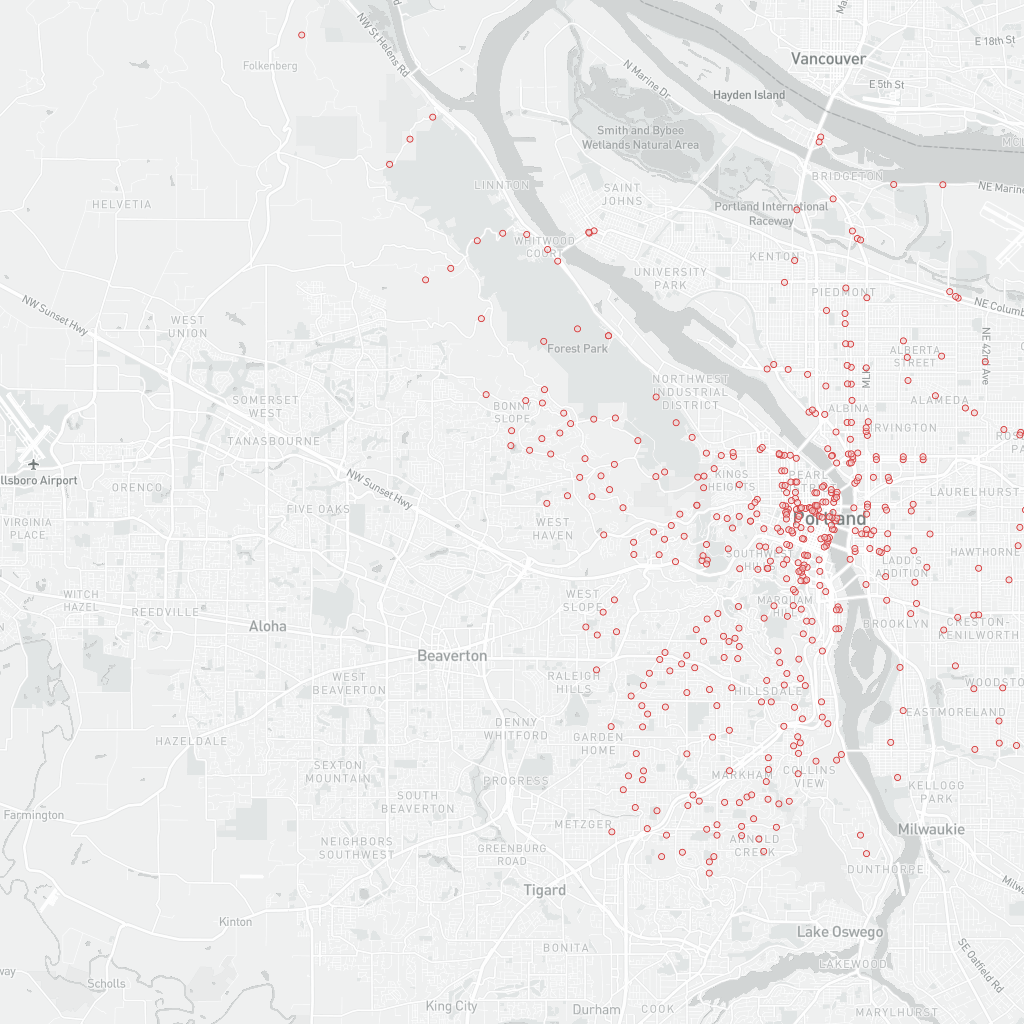 NW St Helens Rd
Folkenberg
Vancouver
E 18th St
E 5th St
N Marine Dr
Hayden Island
Smith and Bybee
Wetlands Natural Area
BRIDGETON
LINNTON
SAINT
JOHNS
NE Marine
HELVETIA
Portland International
Raceway
WHITWOOD
COURT
KENTON
UNIVERSITY
PARK
PIEDMONT
NW Sunset Hwy
NE Columb
WEST
UNION
NE 42nd Ave
Forest Park
ALBERTA
STREET
MLK
NORTHWEST
INDUSTRIAL
DISTRICT
SOMERSET
WEST
BONNY
SLOPE
ALBINA
ALAMEDA
IRVINGTON
TANASBOURNE
KINGS
HEIGHTS
PEARL
llsboro Airport
ORENCO
NW Sunset Hwy
LAURELHURST
FIVE OAKS
VIRGINIA
PLACE
WEST
HAVEN
Portland
SOUTHWEST
HILLS
HAWTHORNE
LADD'S
ADDITION
WITCH
HAZEL
REEDVILLE
WEST
SLOPE
MARQUAM
HILL
Aloha
BROOKLYN
CRESTON-
KENILWORTH
Beaverton
WEST
BEAVERTON
RALEIGH
HILLS
HILLSDALE
WOODSTO
EASTMORELAND
HAZELDALE
DENNY
WHITFORD
GARDEN
HOME
SEXTON
MOUNTAIN
PROGRESS
MARKHAM
COLLINS
VIEW
KELLOGG
PARK
SOUTH
BEAVERTON
Farmington
METZGER
Milwaukie
NEIGHBORS
SOUTHWEST
GREENBURG
ROAD
ARNOLD
CREEK
DUNTHORPE
Tigard
Milw
Kinton
Lake Oswego
BONITA
SE Oatfield Rd
LAKEWOOD
way
Scholls
King City
Durham
COOK
MARYLHURST